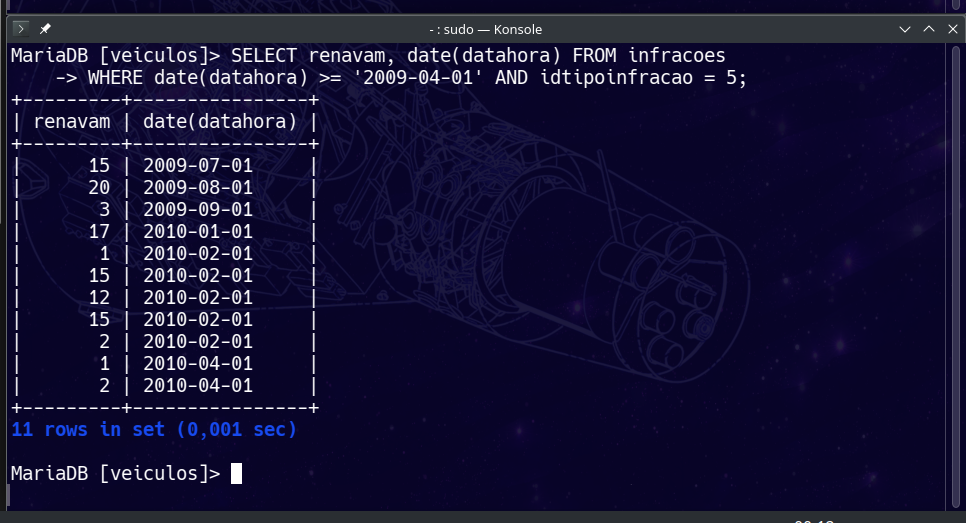 - : sudo — Konsole
MariaDB [veiculos]> SELECT renavam, date(datahora) FROM infracoes
    -> WHERE date(datahora) >= '2009-04-01' AND idtipoinfracao = 5;
+---------+----------------+
| renavam | date(datahora) |
+---------+----------------+
|      15 | 2009-07-01     |
|      20 | 2009-08-01     |
|       3 | 2009-09-01     |
|      17 | 2010-01-01     |
|       1 | 2010-02-01     |
|      15 | 2010-02-01     |
|      12 | 2010-02-01     |
|      15 | 2010-02-01     |
|       2 | 2010-02-01     |
|       1 | 2010-04-01     |
|       2 | 2010-04-01     |
+---------+----------------+
11 rows in set (0,001 sec)
MariaDB [veiculos]>